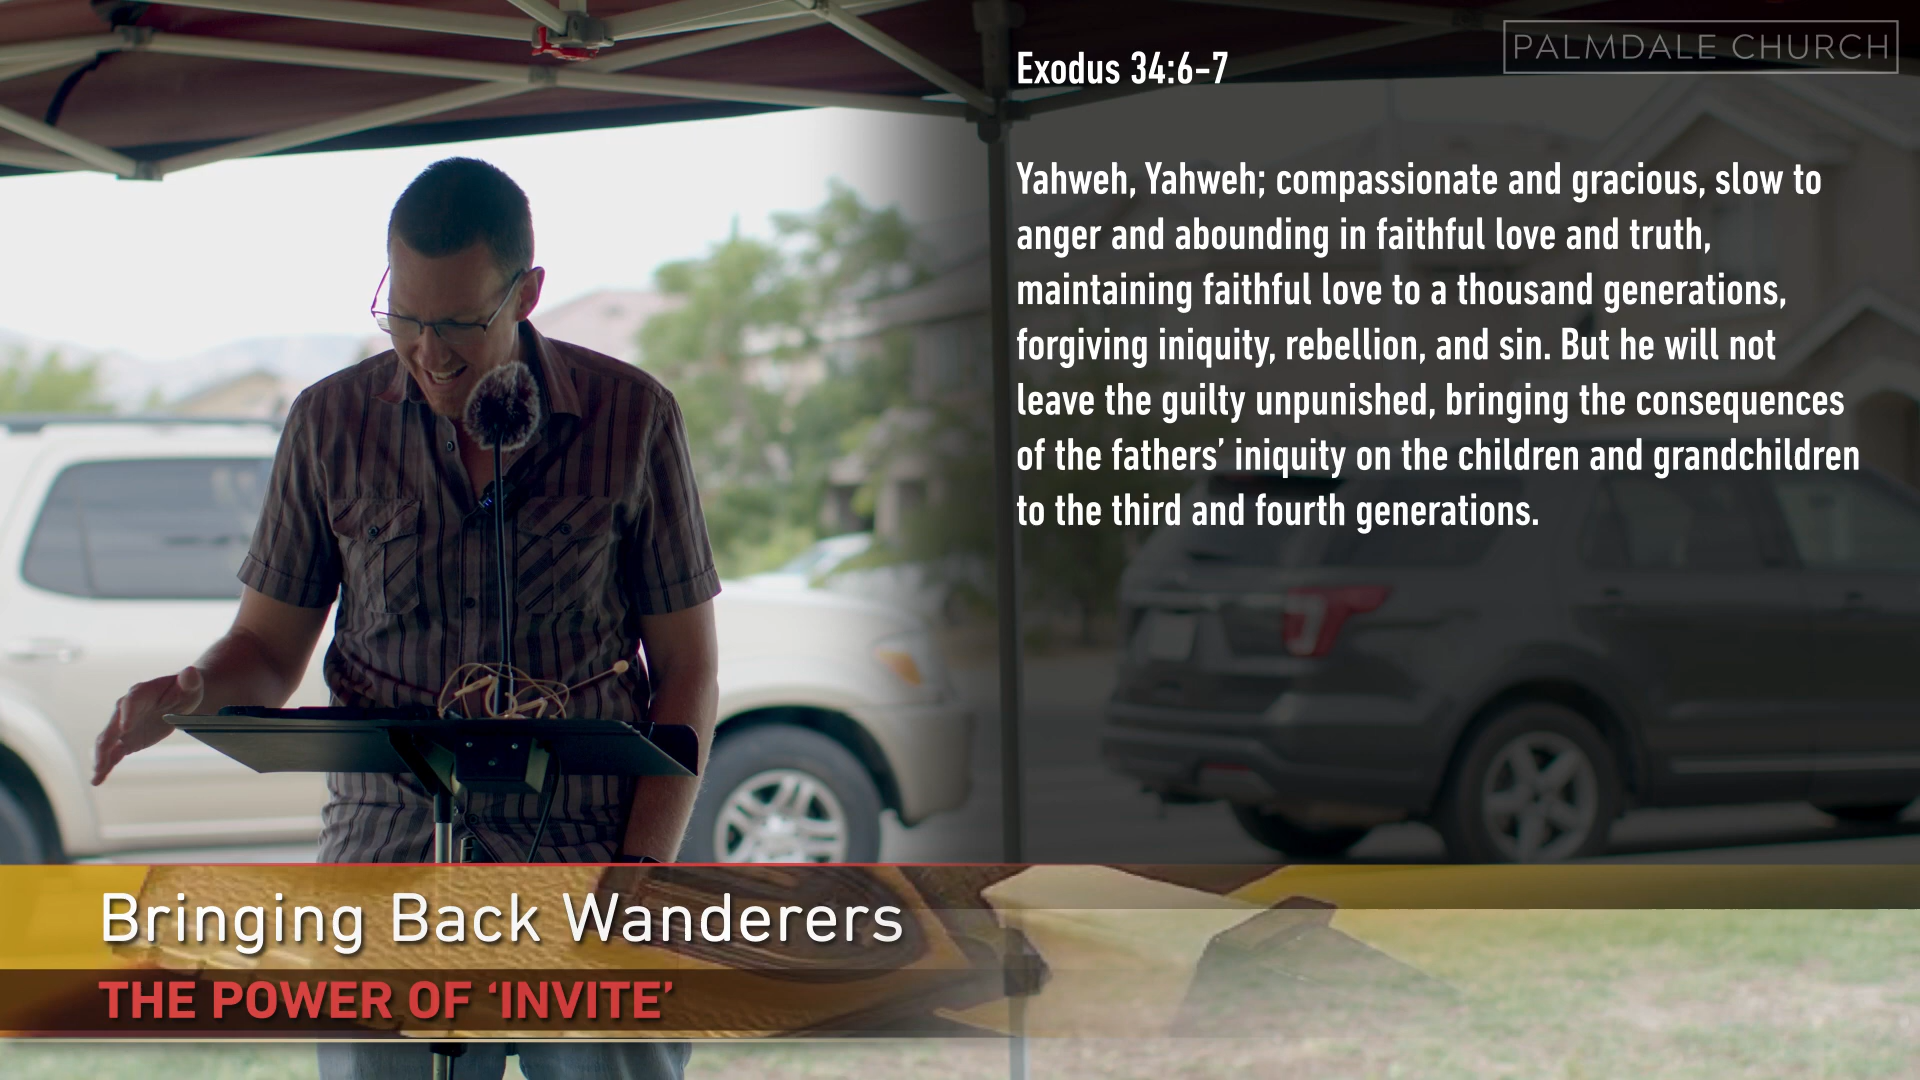 PALMDALE CHURCH
Exodus 34:6-7
Yahweh, Yahweh; compassionate and gracious, slow to
anger and abounding in faithful love and truth,
maintaining faithful love to a thousand generations,
forgiving iniquity, rebellion, and sin. But he will not
leave the guilty unpunished, bringing the consequences
of the fathers’ iniquity on the children and grandchildren
to the third and fourth generations.
Bringing Back Wanderers
THE POWER OF ‘INVITE’